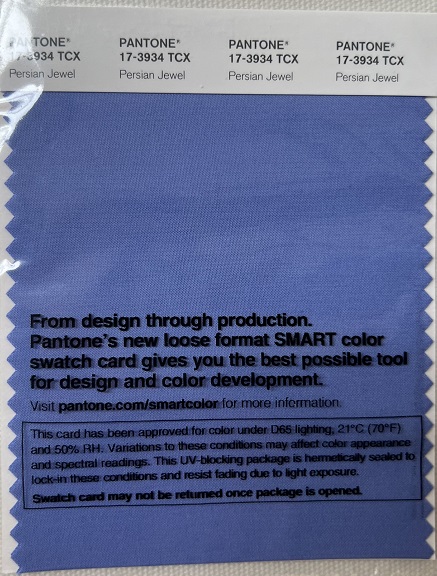 PANTONE® PANTONE® PANTONE® PANTONE®
17-3934 TCX 17-3934 TCX 17-3934 TCX 17-3934 TCX
Persian Jewel Persian Jewel Persian Jewel Persian Jewel
From design through production.
Pantone's new loose format SMART color
swatch card gives you the best possible tool
for design and color development.
Visit pantone.com/smartcolor for more information.
This card has been approved for color under D65 lighting, 21°C (70°F)
and 50% RH. Variations to these conditions may affect color appearance
and spectral readings. This UV-blocking package is hermetically sealed to
lock-in these conditions and resist fading due to light exposure.
Swatch card may not be returned once package is opened.